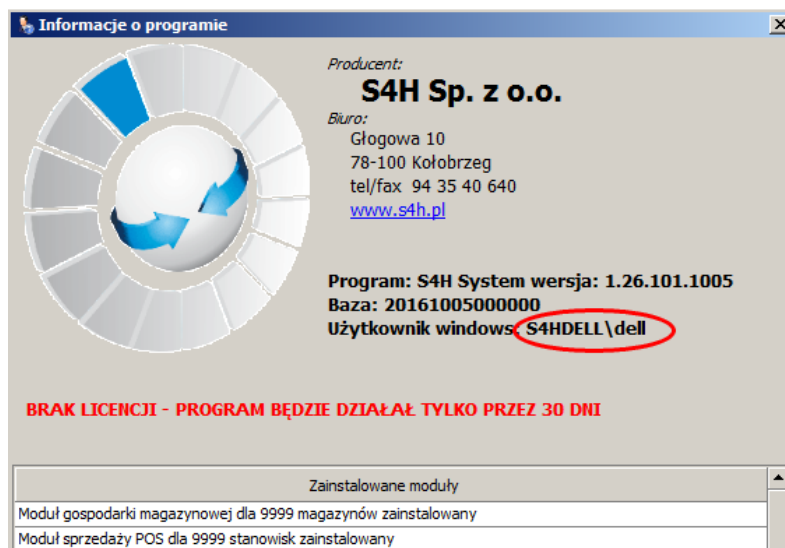 Informacje o programie
Producent:
S4H Sp. z o.o.
Biuro:
Głogowa 10
78-100 Kołobrzeg
tel/fax 94 35 40 640
www.s4h.pl
Program: S4H System wersja: 1.26.101.1005
Baza: 20161005000000
Użytkownik windows: S4HDELL\dell
BRAK LICENCJI - PROGRAM BĘDZIE DZIAŁAŁ TYLKO PRZEZ 30 DNI
Zainstalowane moduły
Moduł gospodarki magazynowej dla 9999 magazynów zainstalowany
Moduł sprzedaży POS dla 9999 stanowisk zainstalowany